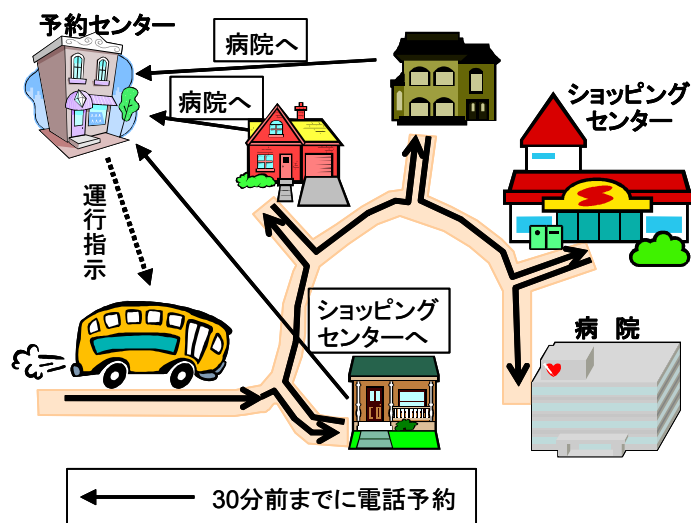 予約センター
病院へ
病院へ
ショッピング
センター
運行指示
ショッピング
センターへ
病 院
30分前までに電話予約